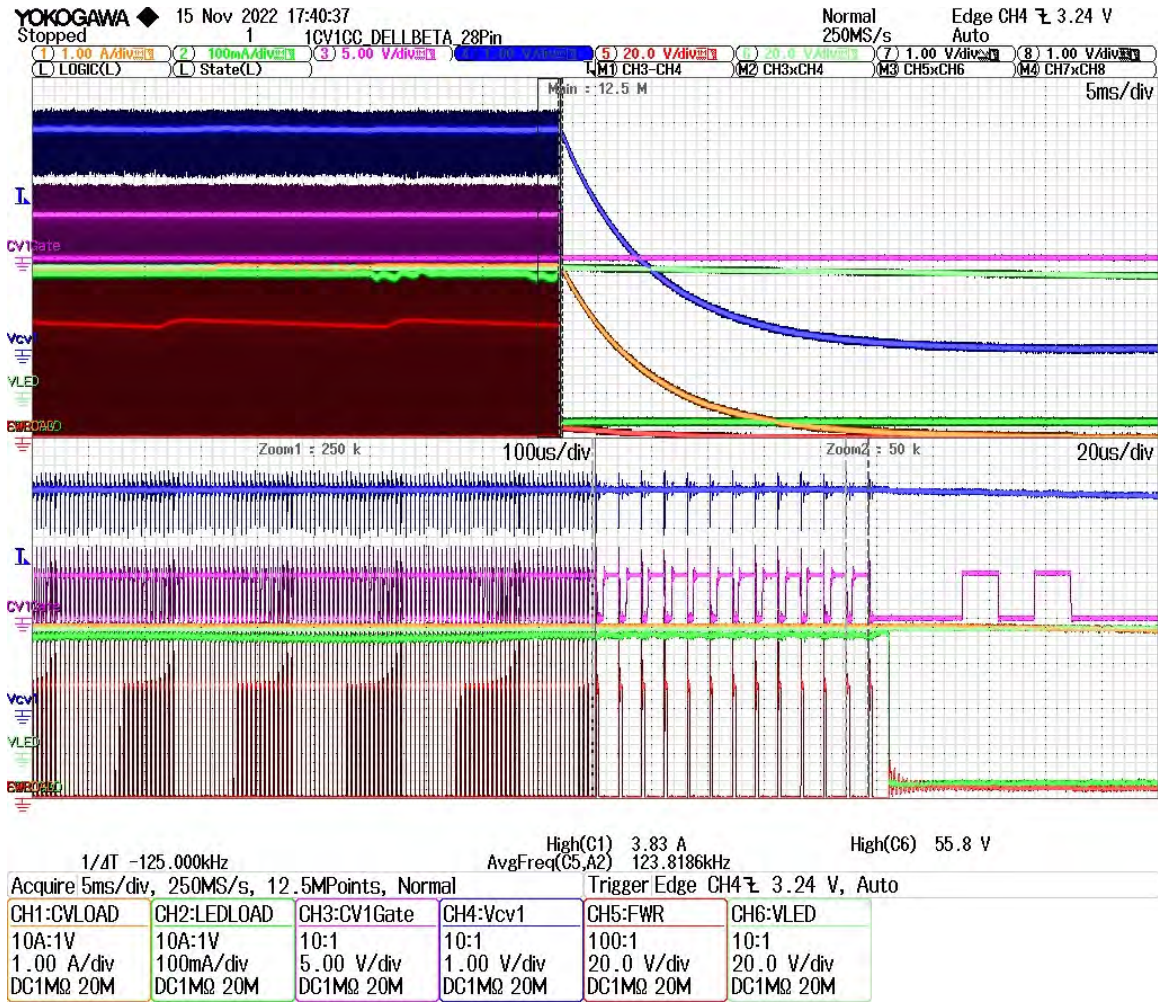 YOKOGAWA ◆ 15 Nov 2022 17:40:37 Normal Edge CH4 3.24 V
Stopped 1 1CV1CC_DELLBETA_28Pin 250MS/s Auto
1 1.00 A/div 2 100mA/div 3 5.00 V/div 4 1.00 V/div 5 20.0 V/div 6 20.0 V/div 7 1.00 V/div 8 1.00 V/div
L LOGIC(L) L State(L) M1 CH3-CH4 M2 CH3xCH4 M3 CH5xCH6 M4 CH7xCH8
Main : 12.5 M 5ms/div
CV1Gate
Vcv1
VLED
Zoom1 : 250 k 100us/div Zoom2 : 50 k 20us/div
CV1Gate
Vcv1
VLED
High(C1) 3.83 A High(C6) 55.8 V
1/ΔT -125.000kHz AvgFreq(C5,A2) 123.8186kHz
Acquire 5ms/div, 250MS/s, 12.5MPoints, Normal Trigger Edge CH4 3.24 V, Auto
CH1:CVLOAD CH2:LEDLOAD CH3:CV1Gate CH4:Vcv1 CH5:FWR CH6:VLED
10A:1V 10A:1V 10:1 10:1 100:1 10:1
1.00 A/div 100mA/div 5.00 V/div 1.00 V/div 20.0 V/div 20.0 V/div
DC1MΩ 20M DC1MΩ 20M DC1MΩ 20M DC1MΩ 20M DC1MΩ 20M DC1MΩ 20M